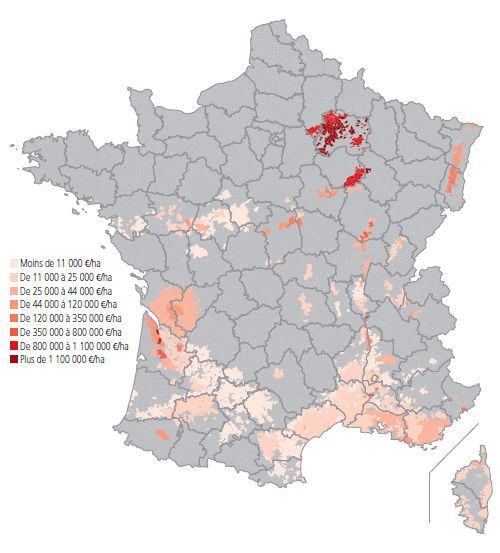 Moins de 11 000 €/ha
De 11 000 à 25 000 €/ha
De 25 000 à 44 000 €/ha
De 44 000 à 120 000 €/ha
De 120 000 à 350 000 €/ha
De 350 000 à 800 000 €/ha
De 800 000 à 1 100 000 €/ha
Plus de 1 100 000 €/ha